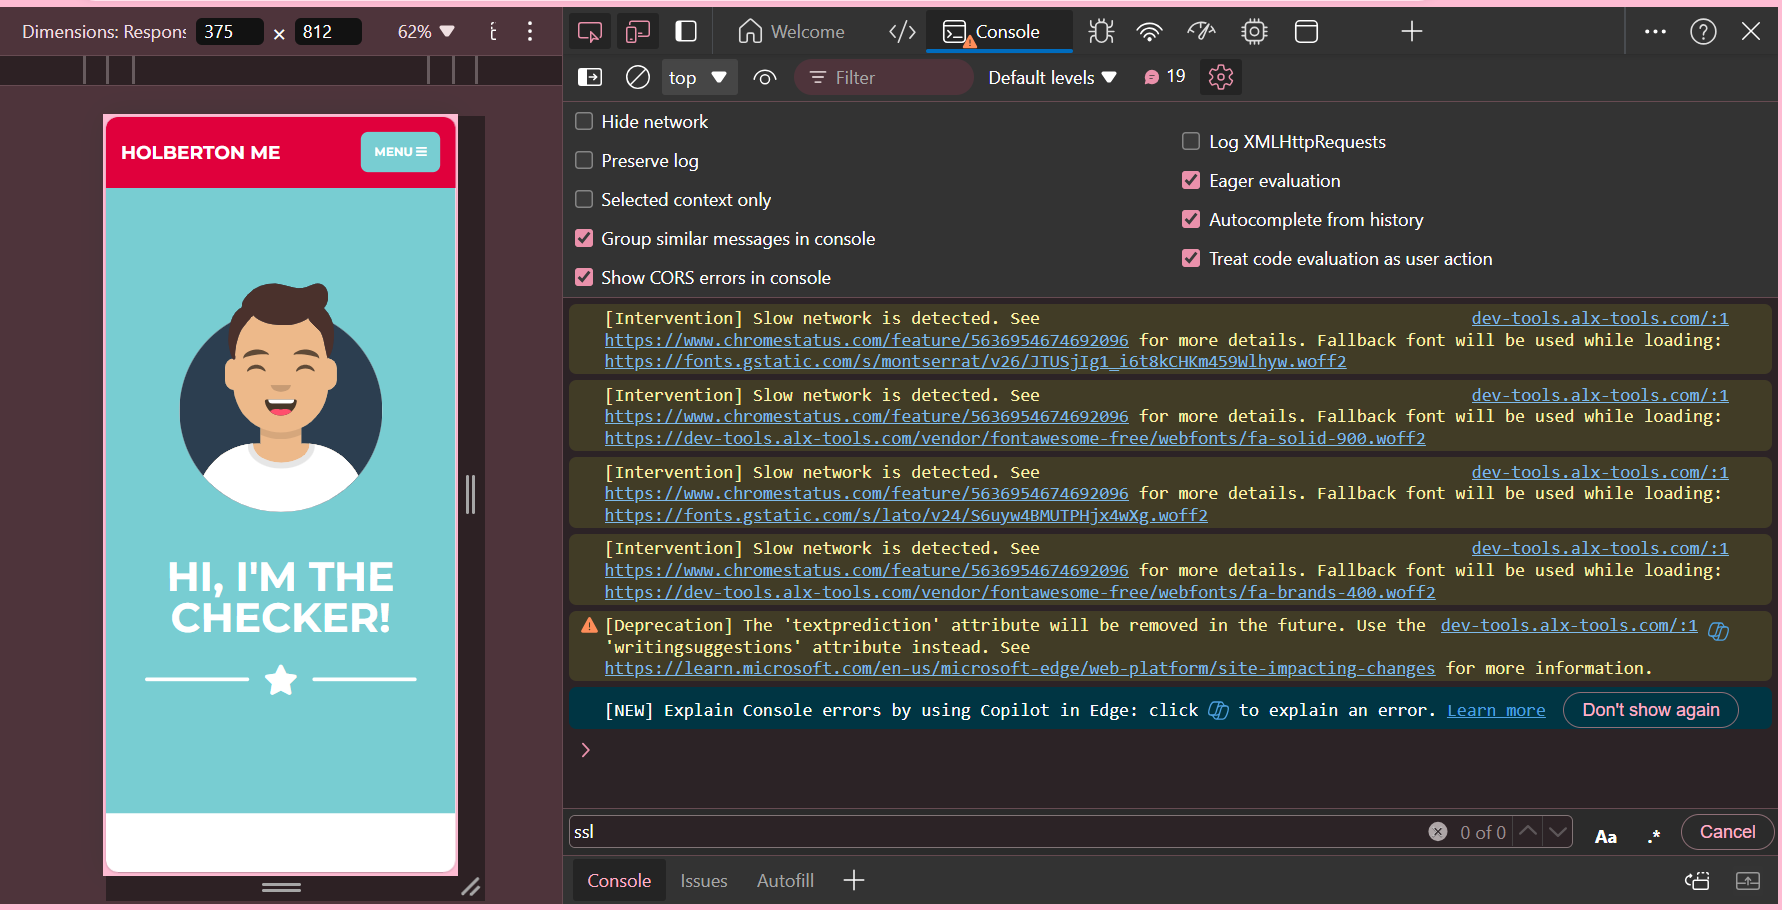 Dimensions: Respons 375 × 812 62%
Welcome Console
top Filter Default levels 19
Hide network
Preserve log
Selected context only
Group similar messages in console
Show CORS errors in console
Log XMLHttpRequests
Eager evaluation
Autocomplete from history
Treat code evaluation as user action
HOLBERTON ME MENU
HI, I'M THE
CHECKER!
[Intervention] Slow network is detected. See dev-tools.alx-tools.com/:1
https://www.chromestatus.com/feature/5636954674692096 for more details. Fallback font will be used while loading:
https://fonts.gstatic.com/s/montserrat/v26/JTUSjIg1_i6t8kCHKm459Wlhyw.woff2
[Intervention] Slow network is detected. See dev-tools.alx-tools.com/:1
https://www.chromestatus.com/feature/5636954674692096 for more details. Fallback font will be used while loading:
https://dev-tools.alx-tools.com/vendor/fontawesome-free/webfonts/fa-solid-900.woff2
[Intervention] Slow network is detected. See dev-tools.alx-tools.com/:1
https://www.chromestatus.com/feature/5636954674692096 for more details. Fallback font will be used while loading:
https://fonts.gstatic.com/s/lato/v24/S6uyw4BMUTPHjx4wXg.woff2
[Intervention] Slow network is detected. See dev-tools.alx-tools.com/:1
https://www.chromestatus.com/feature/5636954674692096 for more details. Fallback font will be used while loading:
https://dev-tools.alx-tools.com/vendor/fontawesome-free/webfonts/fa-brands-400.woff2
[Deprecation] The 'textprediction' attribute will be removed in the future. Use the dev-tools.alx-tools.com/:1
'writingsuggestions' attribute instead. See
https://learn.microsoft.com/en-us/microsoft-edge/web-platform/site-impacting-changes for more information.
[NEW] Explain Console errors by using Copilot in Edge: click to explain an error. Learn more Don't show again
ssl 0 of 0 Aa .* Cancel
Console Issues Autofill